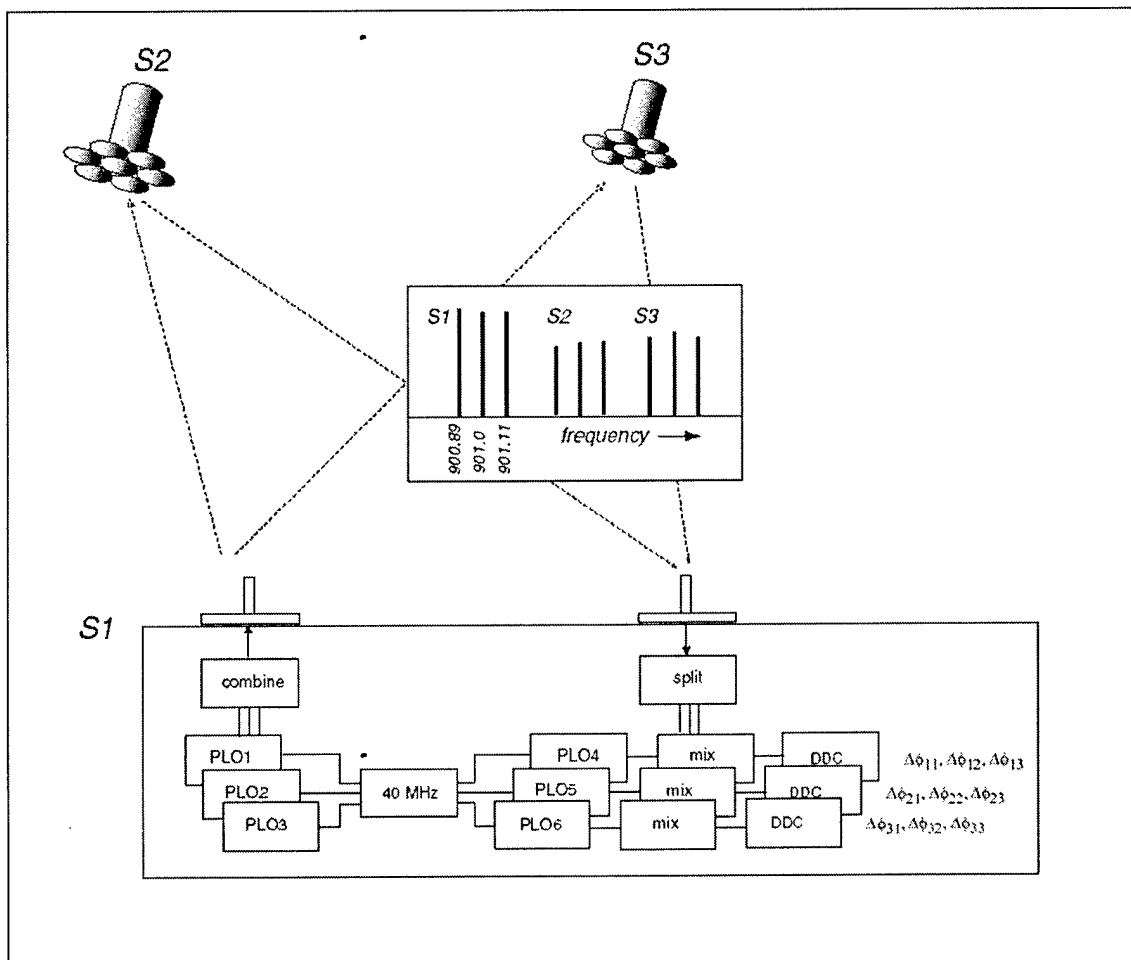 S2
S3
S1
S2
S3
900.89
901.0
901.11
frequency
S1
combine
split
PLO1
PLO4
mix
DDC
Δϕ11, Δϕ12, Δϕ13
PLO2
40 MHz
PLO5
mix
DDC
Δϕ21, Δϕ22, Δϕ23
PLO3
PLO6
mix
DDC
Δϕ31, Δϕ32, Δϕ33